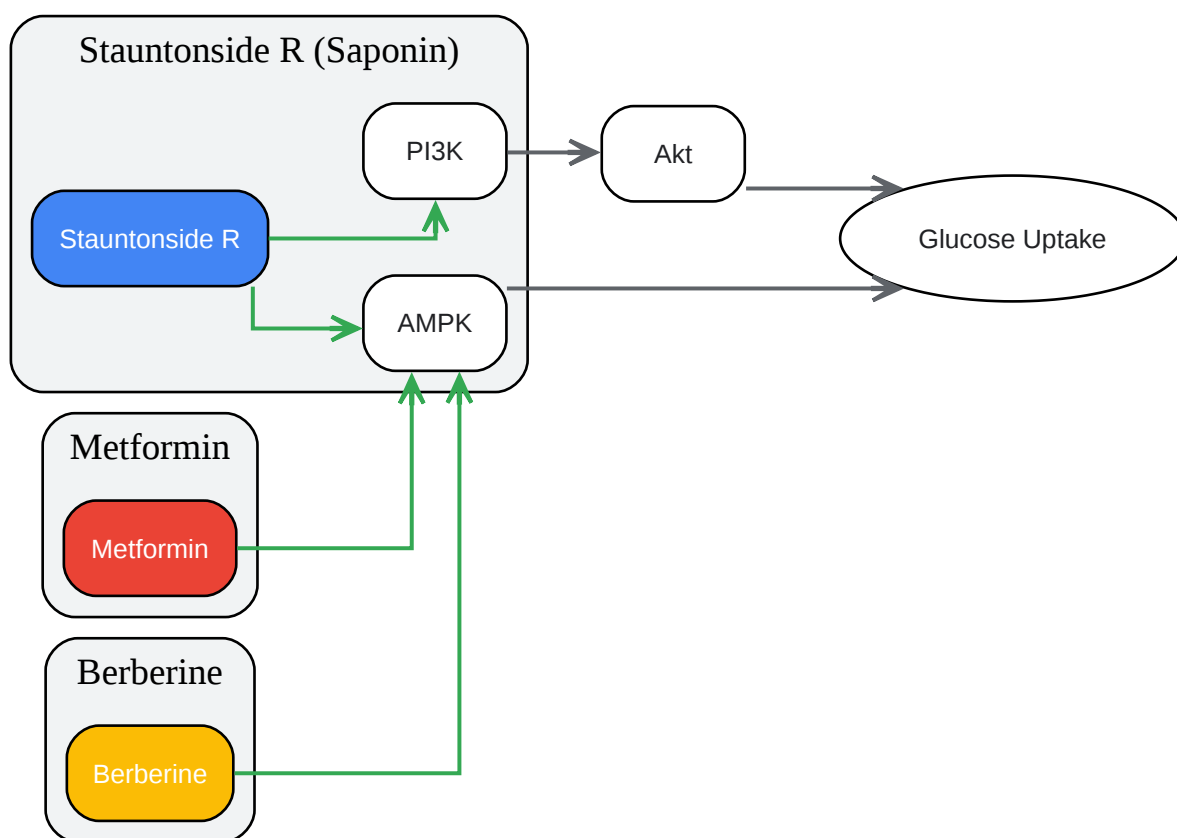 Stauntonside R (Saponin)
PI3K
Akt
Stauntonside R
Glucose Uptake
AMPK
Metformin
Metformin
Berberine
Berberine